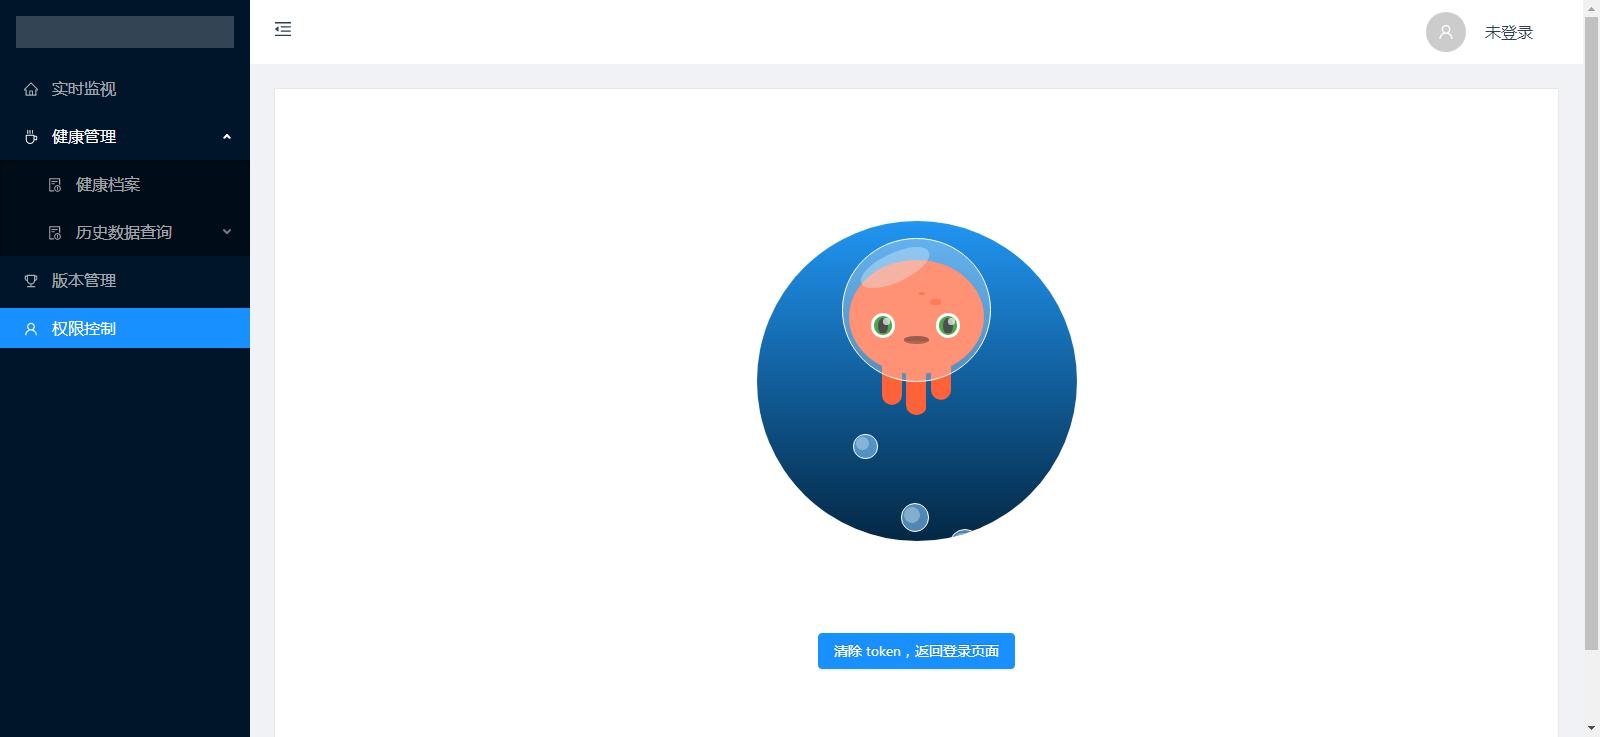 未登录
实时监视
健康管理
健康档案
历史数据查询
版本管理
权限控制
清除 token，返回登录页面